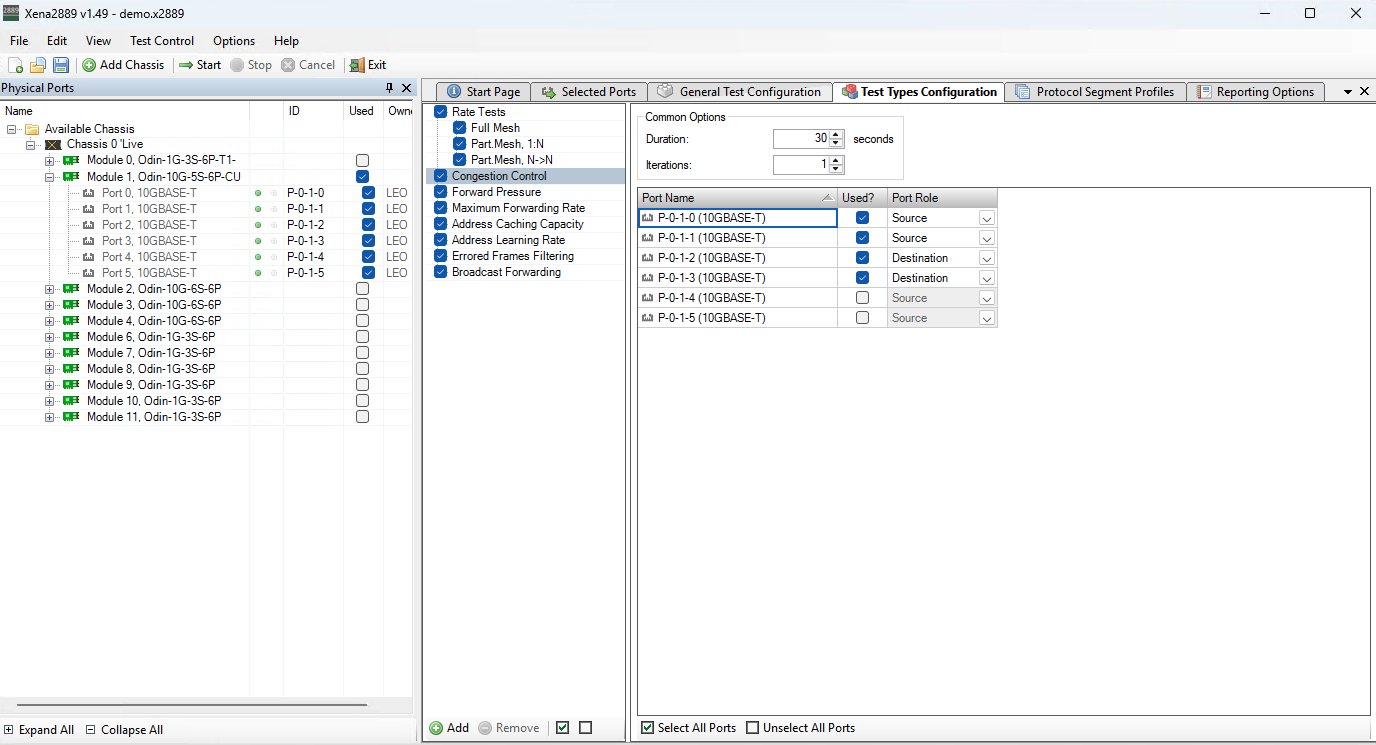 Xena2889 v1.49 - demo.x2889
File Edit View Test Control Options Help
Add Chassis Start Stop Cancel Exit
Physical Ports
Name ID Used Owne
Available Chassis
Chassis 0 'Live
Module 0, Odin-1G-3S-6P-T1-
Module 1, Odin-10G-5S-6P-CU
Port 0, 10GBASE-T P-0-1-0 LEO
Port 1, 10GBASE-T P-0-1-1 LEO
Port 2, 10GBASE-T P-0-1-2 LEO
Port 3, 10GBASE-T P-0-1-3 LEO
Port 4, 10GBASE-T P-0-1-4 LEO
Port 5, 10GBASE-T P-0-1-5 LEO
Module 2, Odin-10G-6S-6P
Module 3, Odin-10G-6S-6P
Module 4, Odin-10G-6S-6P
Module 6, Odin-1G-3S-6P
Module 7, Odin-1G-3S-6P
Module 8, Odin-1G-3S-6P
Module 9, Odin-1G-3S-6P
Module 10, Odin-1G-3S-6P
Module 11, Odin-1G-3S-6P
Expand All Collapse All
Start Page Selected Ports General Test Configuration Test Types Configuration Protocol Segment Profiles Reporting Options
Rate Tests
Full Mesh
Part.Mesh, 1:N
Part.Mesh, N->N
Congestion Control
Forward Pressure
Maximum Forwarding Rate
Address Caching Capacity
Address Learning Rate
Errored Frames Filtering
Broadcast Forwarding
Add Remove
Common Options
Duration: 30 seconds
Iterations: 1
Port Name Used? Port Role
P-0-1-0 (10GBASE-T) Source
P-0-1-1 (10GBASE-T) Source
P-0-1-2 (10GBASE-T) Destination
P-0-1-3 (10GBASE-T) Destination
P-0-1-4 (10GBASE-T) Source
P-0-1-5 (10GBASE-T) Source
Select All Ports Unselect All Ports